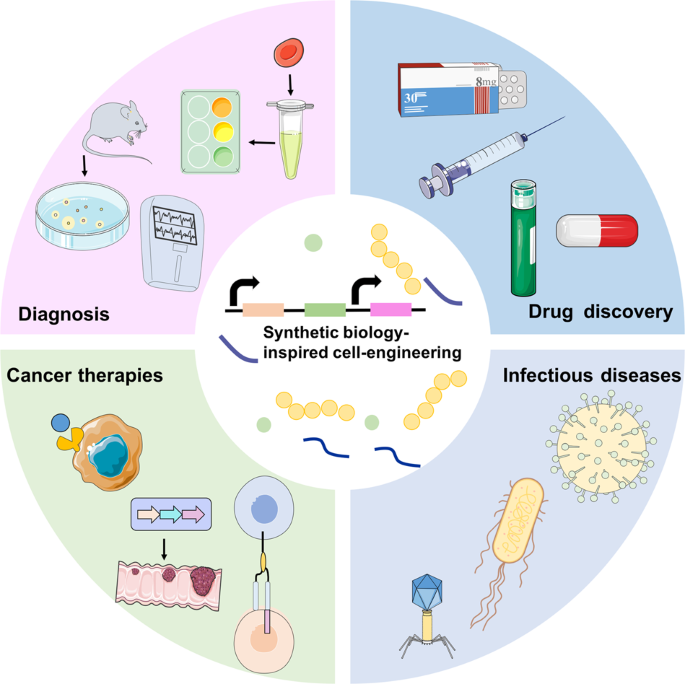 8mg
30
Diagnosis
Drug discovery
Synthetic biology-
inspired cell-engineering
Cancer therapies
Infectious diseases